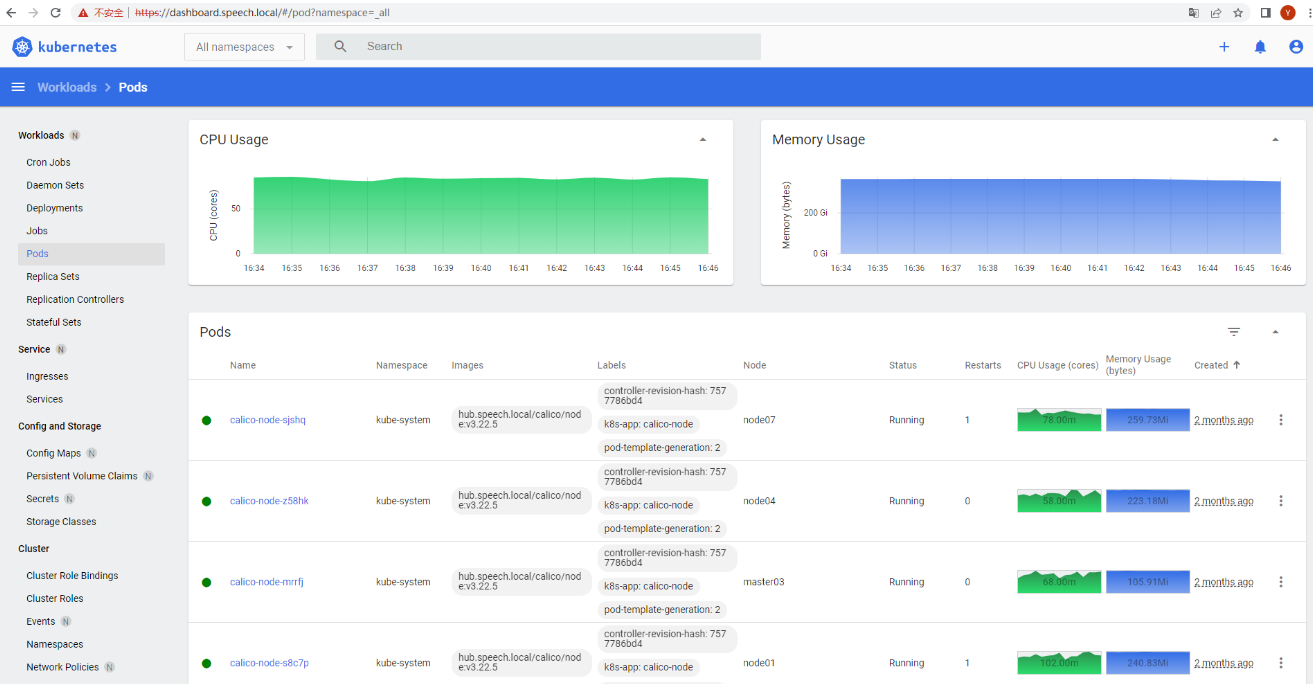 不安全 https://dashboard.speech.local/#/pod?namespace=_all
Y
kubernetes
All namespaces
Search
Workloads > Pods
Workloads N
Cron Jobs
Daemon Sets
Deployments
Jobs
Pods
Replica Sets
Replication Controllers
Stateful Sets
Service N
Ingresses
Services
Config and Storage
Config Maps N
Persistent Volume Claims N
Secrets N
Storage Classes
Cluster
Cluster Role Bindings
Cluster Roles
Events N
Namespaces
Network Policies N
CPU Usage
CPU (cores)
50
0
16:34 16:35 16:36 16:37 16:38 16:39 16:40 16:41 16:42 16:43 16:44 16:45 16:46
Memory Usage
Memory (bytes)
200 Gi
0 Gi
16:34 16:35 16:36 16:37 16:38 16:39 16:40 16:41 16:42 16:43 16:44 16:45 16:46
Pods
Name Namespace Images Labels Node Status Restarts CPU Usage (cores) Memory Usage
(bytes) Created
controller-revision-hash: 757
7786bd4
calico-node-sjshq kube-system hub.speech.local/calico/nod
e:v3.22.5
k8s-app: calico-node
node07 Running 1 78.00m 259.73Mi 2 months ago
pod-template-generation: 2
controller-revision-hash: 757
7786bd4
calico-node-z58hk kube-system hub.speech.local/calico/nod
e:v3.22.5
k8s-app: calico-node
node04 Running 0 58.00m 223.18Mi 2 months ago
pod-template-generation: 2
controller-revision-hash: 757
7786bd4
calico-node-mrrfj kube-system hub.speech.local/calico/nod
e:v3.22.5
k8s-app: calico-node
master03 Running 0 68.00m 105.91Mi 2 months ago
pod-template-generation: 2
controller-revision-hash: 757
7786bd4
calico-node-s8c7p kube-system hub.speech.local/calico/nod
e:v3.22.5
k8s-app: calico-node
node01 Running 1 102.00m 240.83Mi 2 months ago